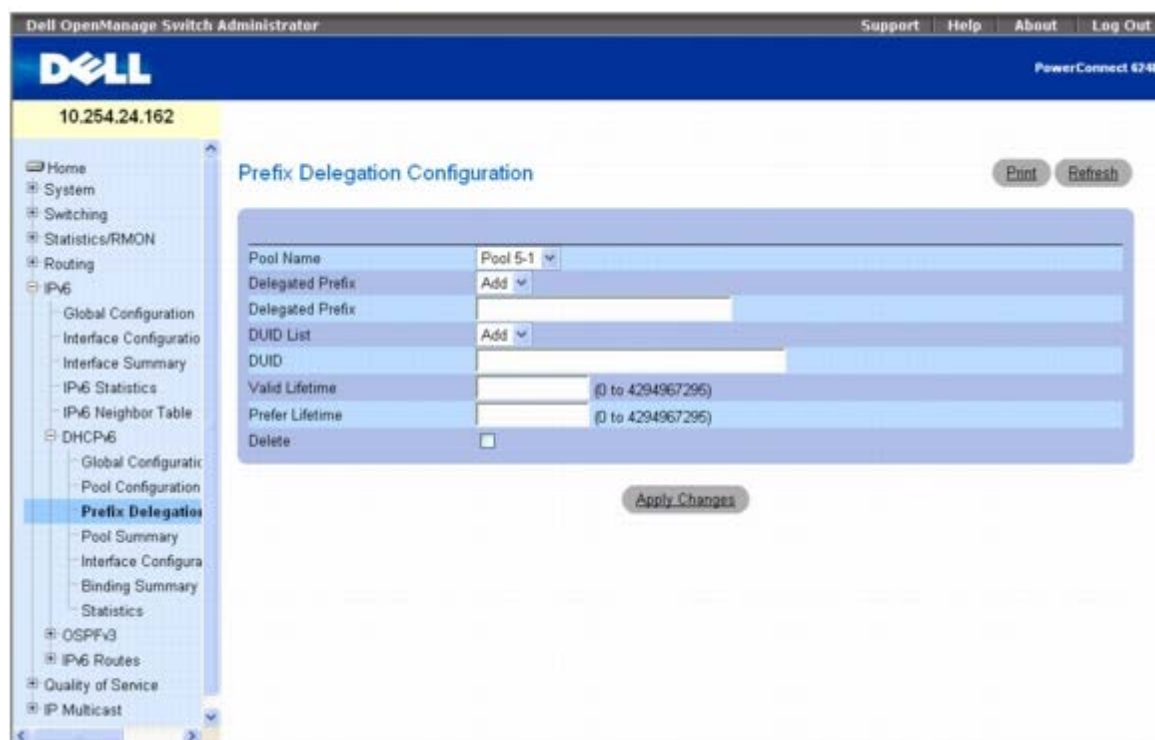 Dell OpenManage Switch Administrator
Support Help About Log Out
DELL
PowerConnect 6248
10.254.24.162
Home
System
Switching
Statistics/RMON
Routing
IPv6
Global Configuration
Interface Configuratio
Interface Summary
IPv6 Statistics
IPv6 Neighbor Table
DHCPv6
Global Configuratic
Pool Configuration
Prefix Delegation
Pool Summary
Interface Configura
Binding Summary
Statistics
OSPFv3
IPv6 Routes
Quality of Service
IP Multicast
Prefix Delegation Configuration
Print Refresh
Pool Name Pool 5-1
Delegated Prefix Add
Delegated Prefix
DUID List Add
DUID
Valid Lifetime (0 to 4294967295)
Prefer Lifetime (0 to 4294967295)
Delete
Apply Changes